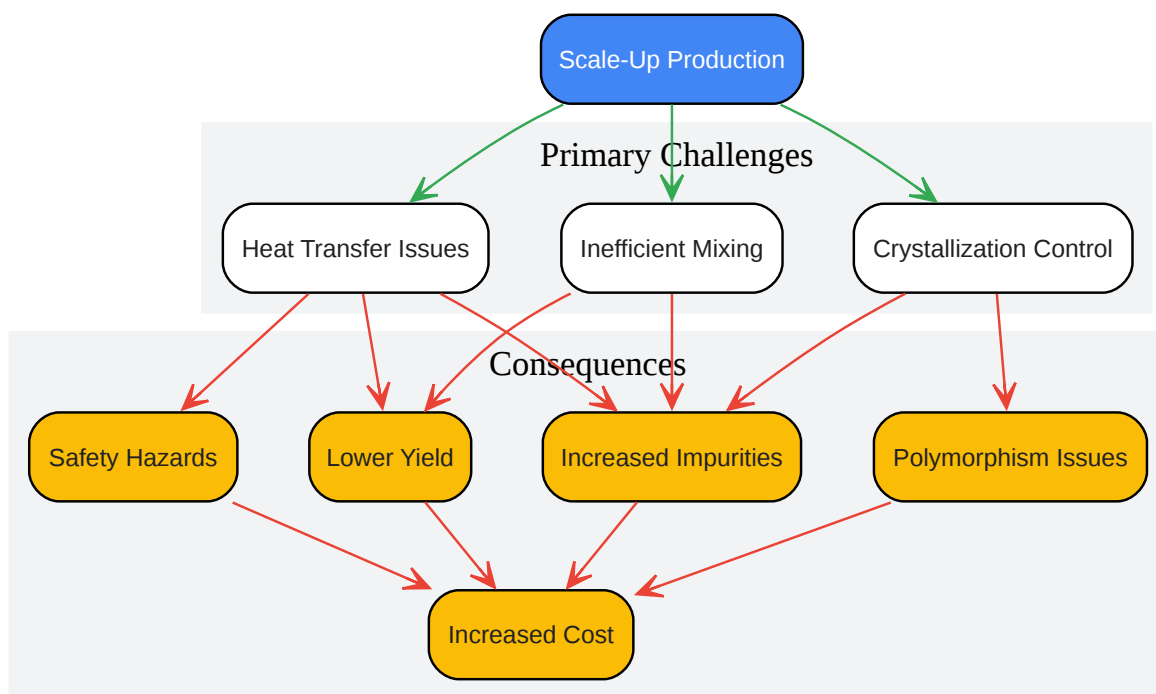 Scale-Up Production
Primary Challenges
Heat Transfer Issues
Inefficient Mixing
Crystallization Control
Consequences
Safety Hazards
Lower Yield
Increased Impurities
Polymorphism Issues
Increased Cost